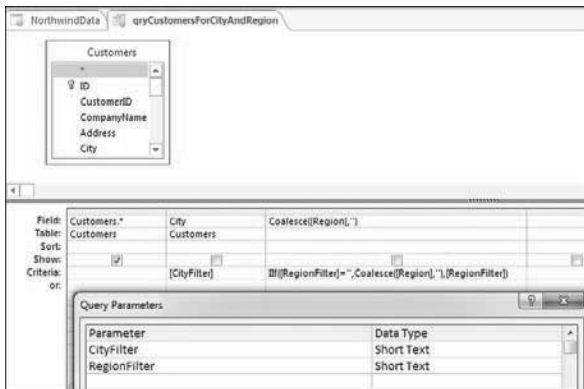 NorthwindData qryCustomersForCityAndRegion
Customers
*
ID
CustomerID
CompanyName
Address
City
Field: Customers.* City Coalesce([Region],'')
Table: Customers Customers
Sort:
Show:
Criteria: [CityFilter] IIf([RegionFilter]='',Coalesce([Region],''),[RegionFilter])
or:
Query Parameters
Parameter Data Type
CityFilter Short Text
RegionFilter Short Text